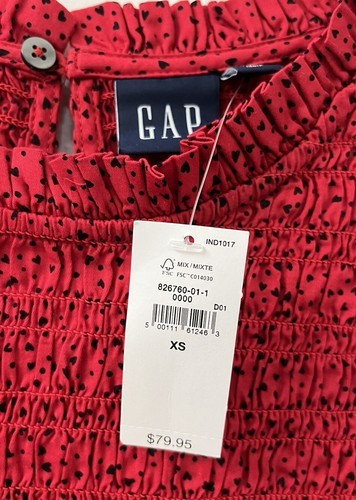 GAP
IND1017
MIX / MIXTE
FSC
FSC™ C014030
826760-01-1
0000
D01
5 00111 61246 3
XS
$79.95